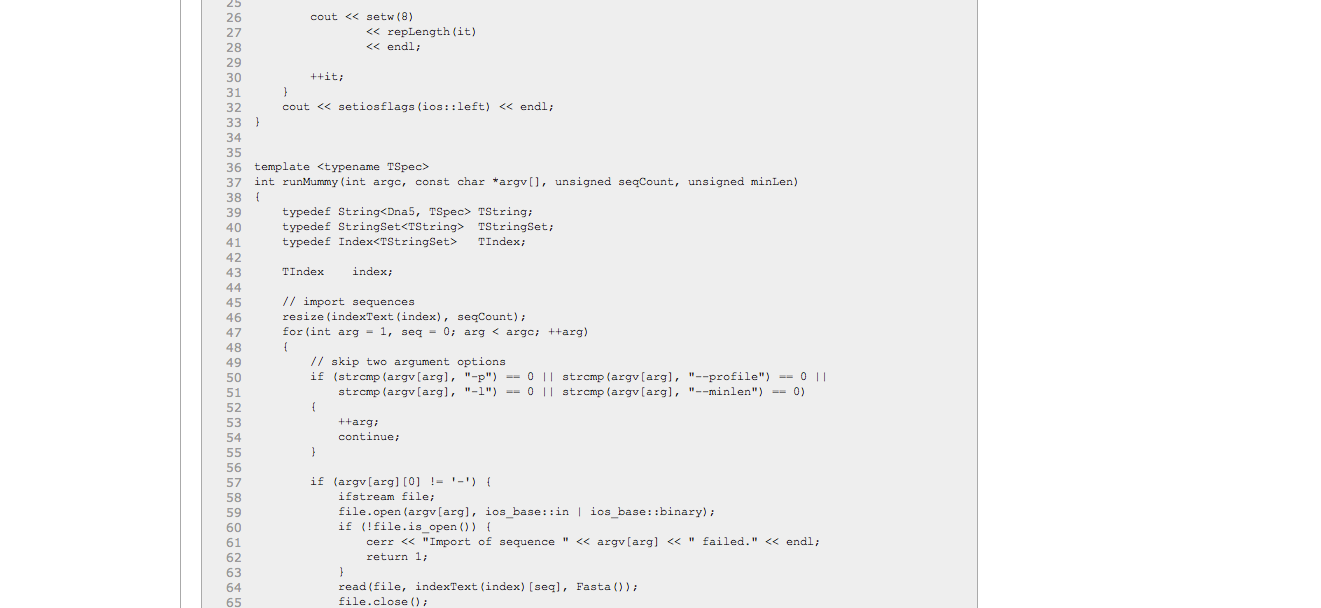 25
26 cout << setw(8)
27 << repLength(it)
28 << endl;
29
30 ++it;
31 }
32 cout << setiosflags(ios::left) << endl;
33 }
34
35
36 template <typename TSpec>
37 int runMummy(int argc, const char *argv[], unsigned seqCount, unsigned minLen)
38 {
39 typedef String<Dna5, TSpec> TString;
40 typedef StringSet<TString> TStringSet;
41 typedef Index<TStringSet> TIndex;
42
43 TIndex index;
44
45 // import sequences
46 resize(indexText(index), seqCount);
47 for(int arg = 1, seq = 0; arg < argc; ++arg)
48 {
49 // skip two argument options
50 if (strcmp(argv[arg], "-p") == 0 || strcmp(argv[arg], "--profile") == 0 ||
51 strcmp(argv[arg], "-l") == 0 || strcmp(argv[arg], "--minlen") == 0)
52 {
53 ++arg;
54 continue;
55 }
56
57 if (argv[arg][0] != '-') {
58 ifstream file;
59 file.open(argv[arg], ios_base::in | ios_base::binary);
60 if (!file.is_open()) {
61 cerr << "Import of sequence " << argv[arg] << " failed." << endl;
62 return 1;
63 }
64 read(file, indexText(index)[seq], Fasta());
65 file.close();